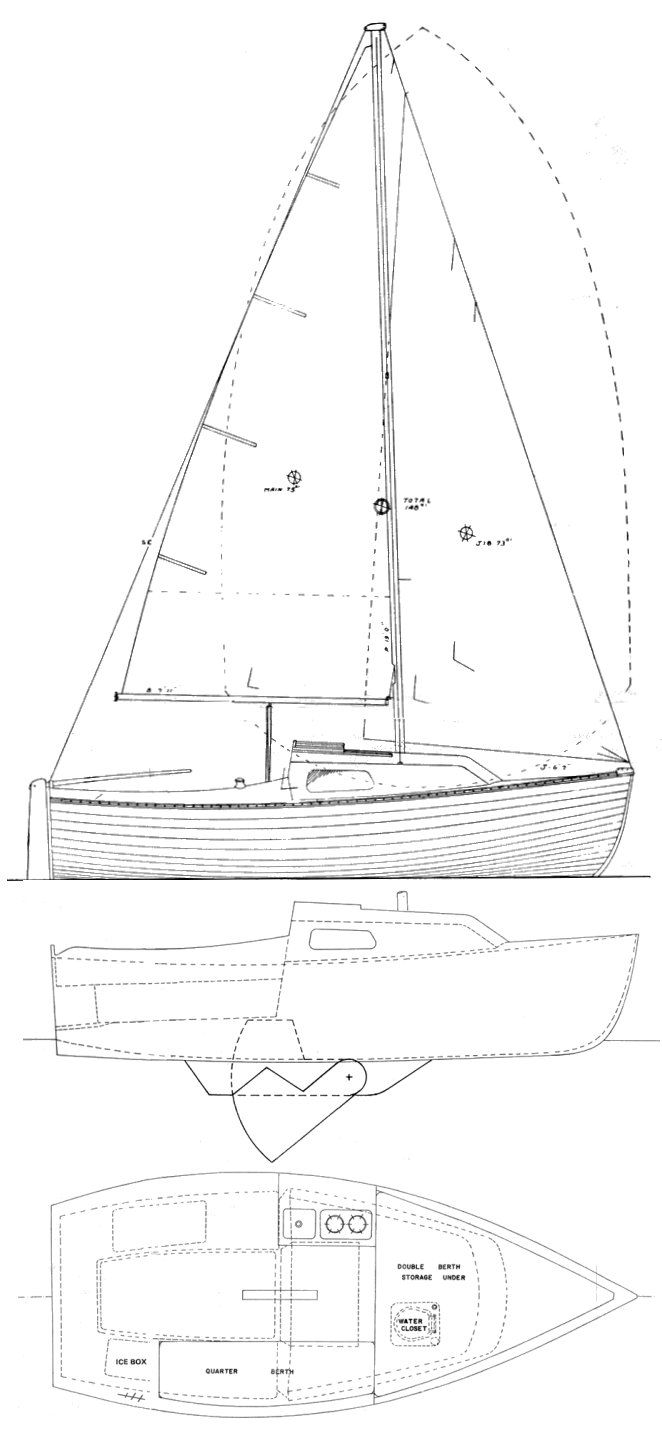 MAIN 75
TOTAL
148
JIB 73
P 19'0"
B 7'11"
J-6'7"
DOUBLE BERTH
STORAGE UNDER
WATER
CLOSET
ICE BOX
QUARTER BERTH